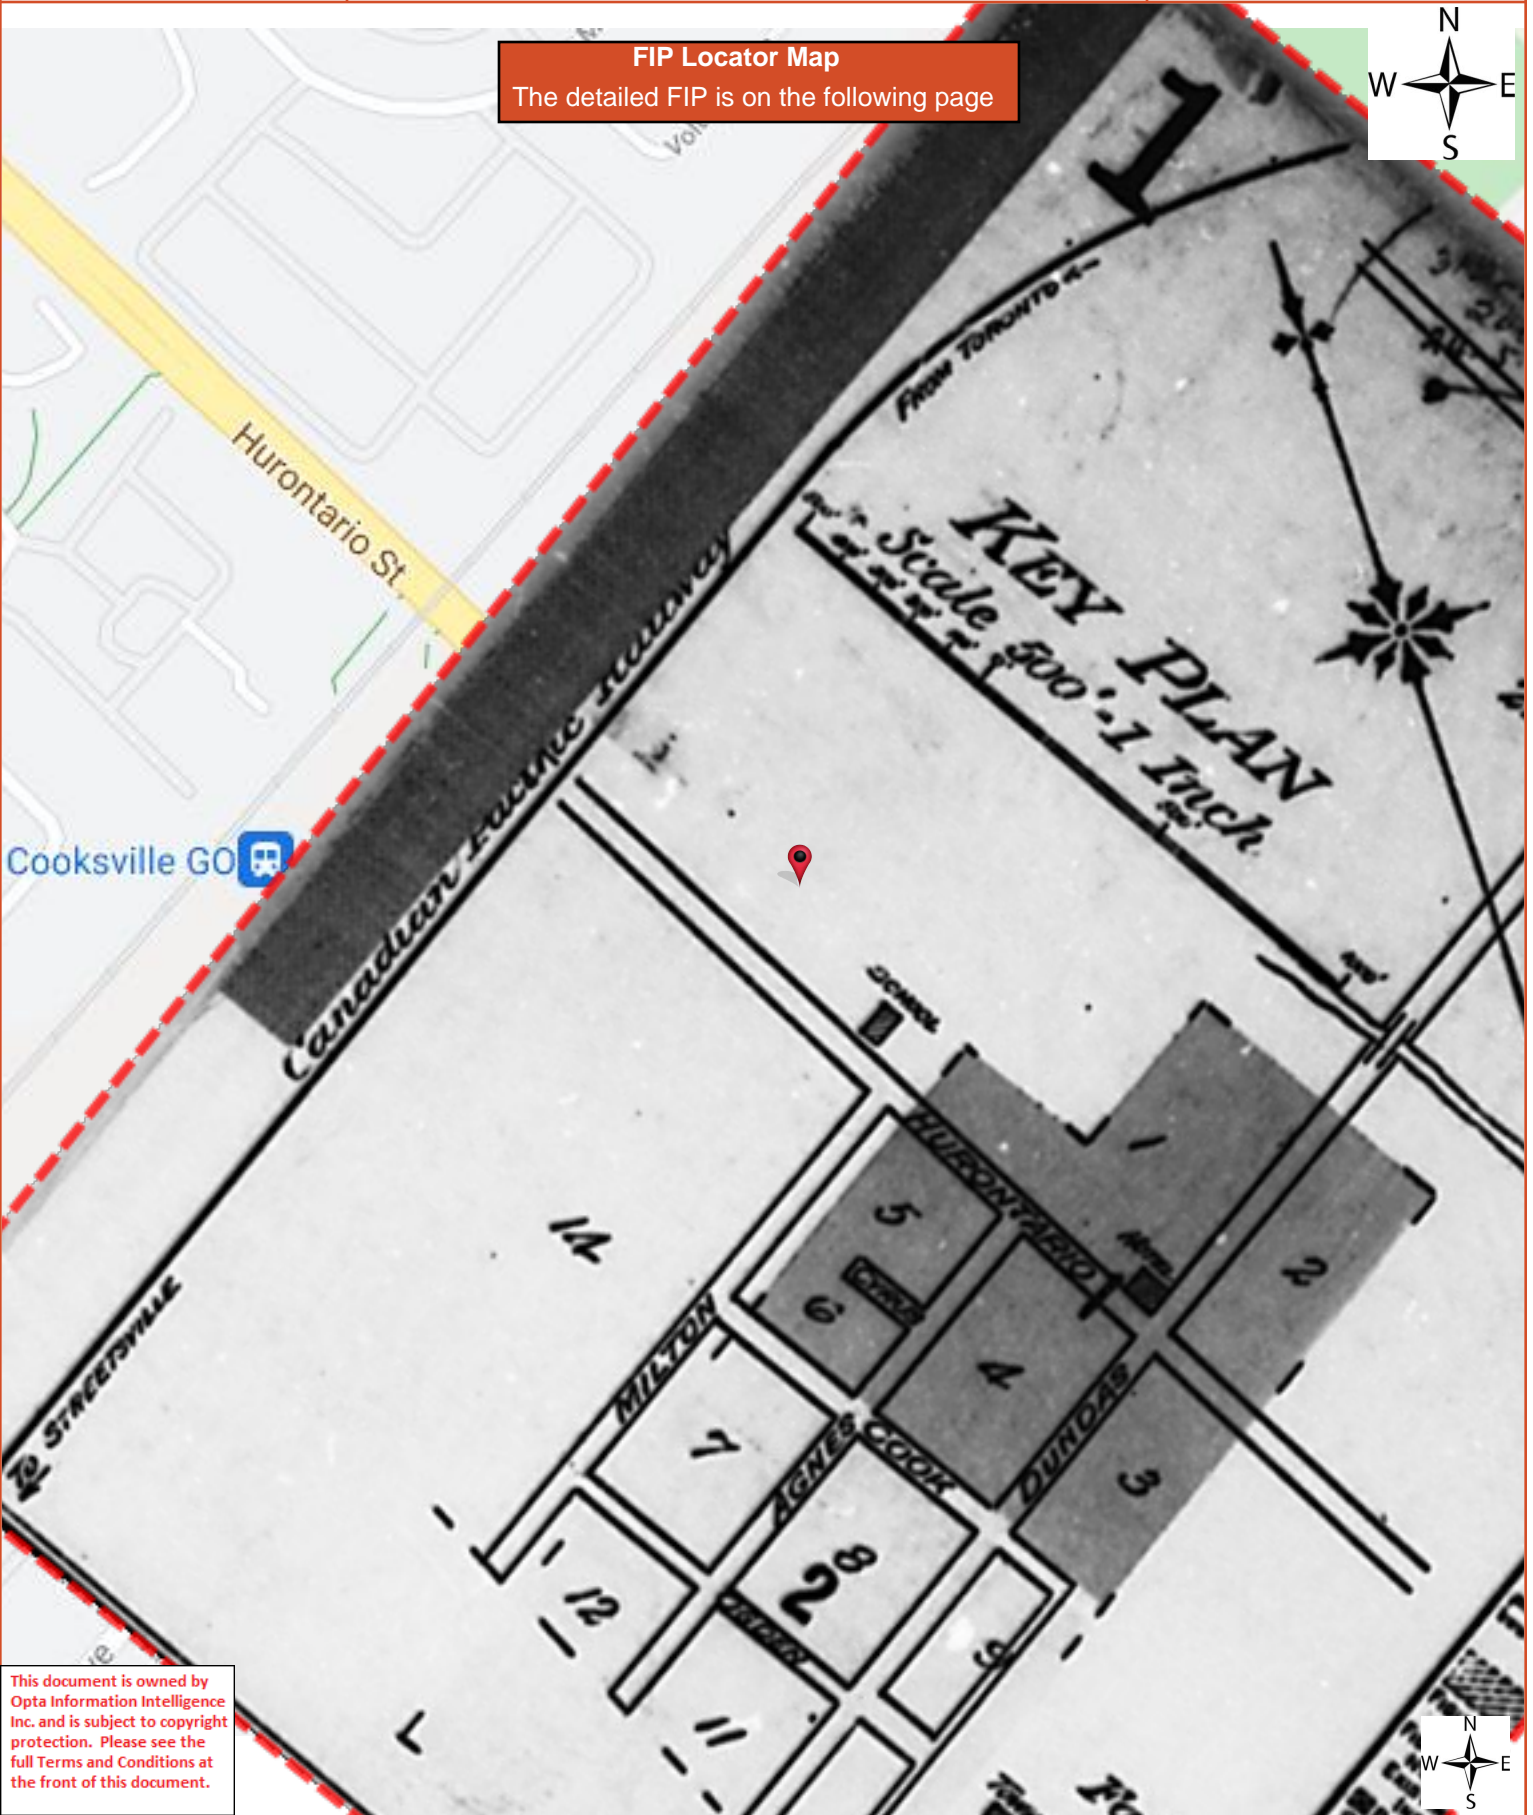 FIP Locator Map
The detailed FIP is on the following page
N
W E
S
1
FROM TORONTO
Hurontario St
KEY PLAN
Scale 500'-1 Inch
Canadian Pacific Railway
Cooksville GO
SCHOOL
HURONTARIO
1
5
HOTEL
2
14
CYRUS
6
MILTON
4
TO STREETSVILLE
DUNDAS
7
AGNES
COOK
3
8
2
12
9
11
L
This document is owned by
Opta Information Intelligence
Inc. and is subject to copyright
protection. Please see the
full Terms and Conditions at
the front of this document.
N
W E
S